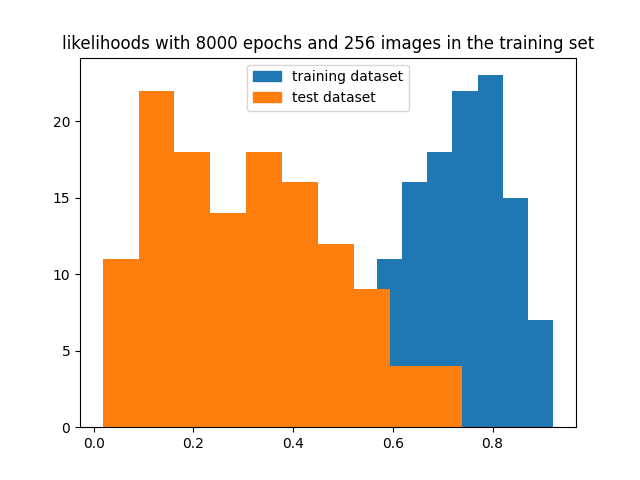 likelihoods with 8000 epochs and 256 images in the training set
training dataset
test dataset
20
15
10
5
0
0.0 0.2 0.4 0.6 0.8